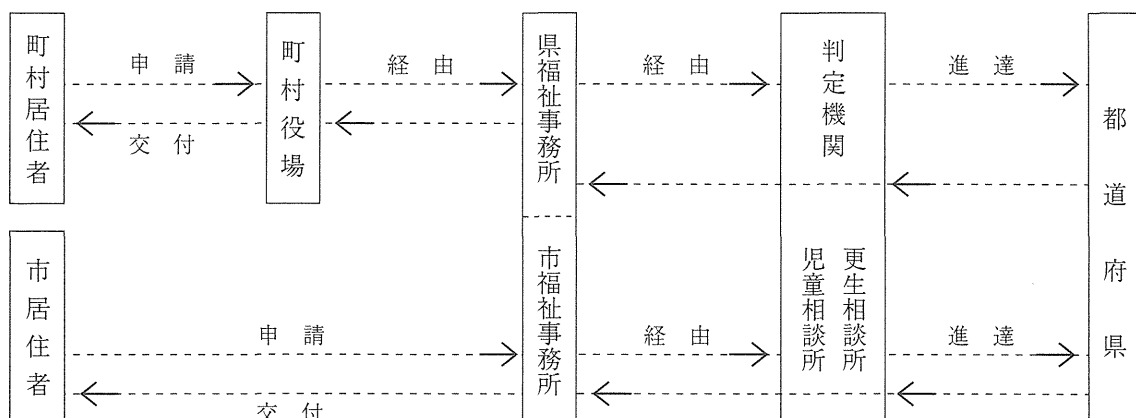 町村居住者
申請
交付
町村役場
経由
県福祉事務所
経由
判定機関
進達
都道府県
市居住者
申請
交付
市福祉事務所
経由
更生相談所
児童相談所
進達